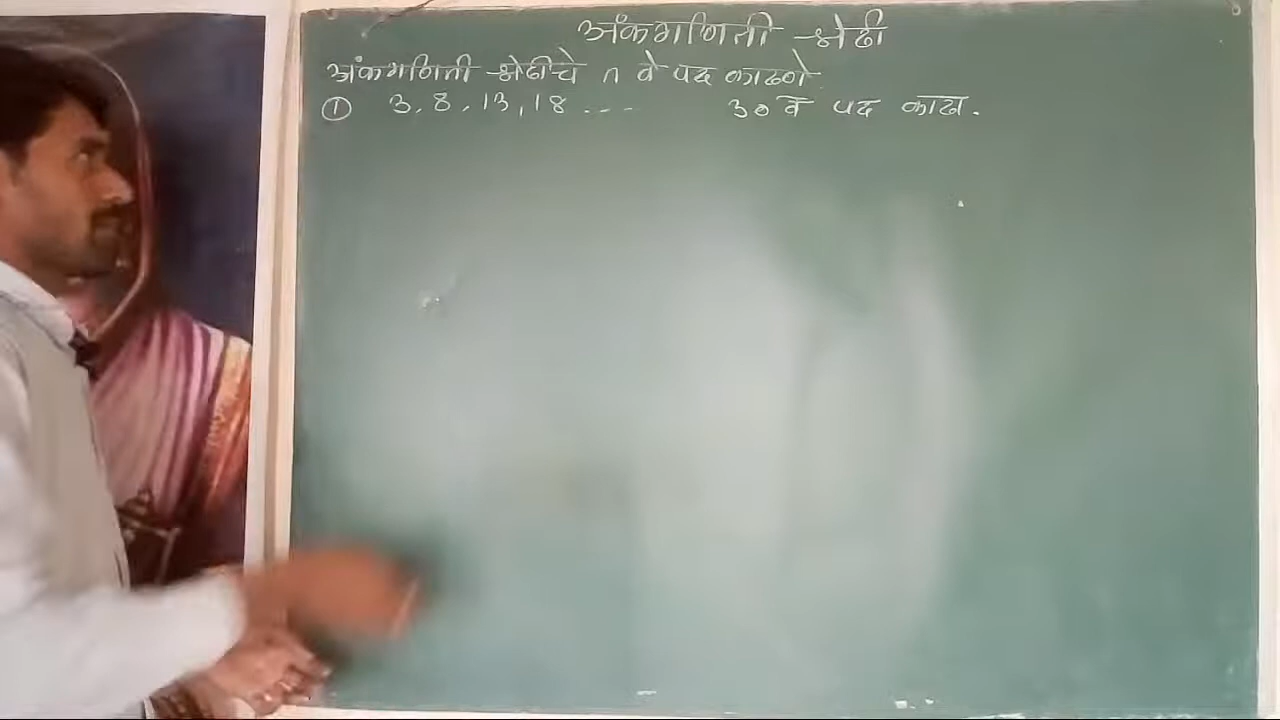 अंकगणिती श्रेढी
अंकगणिती श्रेढीचे n वे पद काढणे.
① 3, 8, 13, 18 ... 30 वे पद काढा.